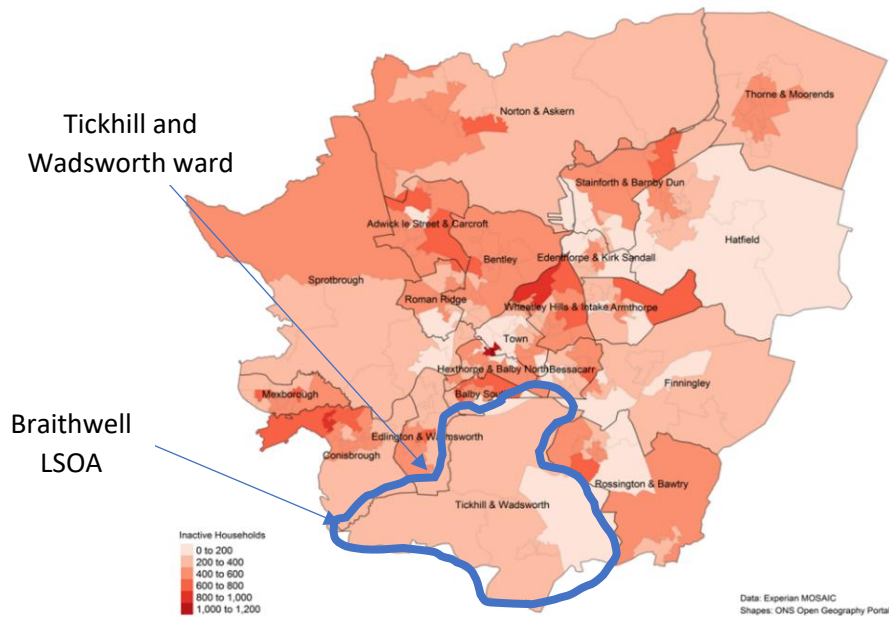 Tickhill and
Wadsworth ward
Braithwell
LSOA
Norton & Askern
Thorne & Moorends
Stainforth & Barnby Dun
Adwick le Street & Carcroft
Hatfield
Bentley
Edenthorpe & Kirk Sandall
Sprotbrough
Roman Ridge
Wheatley Hills & Intake
Armthorpe
Town
Hexthorpe & Balby North
Bessacarr
Finningley
Mexborough
Balby Sou
Edlington & Warmsworth
Conisbrough
Rossington & Bawtry
Tickhill & Wadsworth
Inactive Households
0 to 200
200 to 400
400 to 600
600 to 800
800 to 1,000
1,000 to 1,200
Data: Experian MOSAIC
Shapes: ONS Open Geography Portal